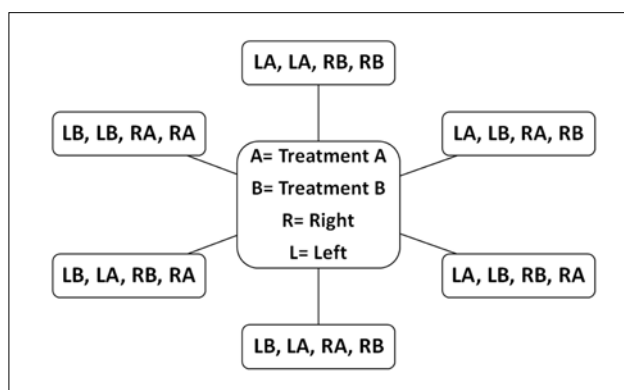 LA, LA, RB, RB
LB, LB, RA, RA
LA, LB, RA, RB
A= Treatment A
B= Treatment B
R= Right
L= Left
LB, LA, RB, RA
LA, LB, RB, RA
LB, LA, RA, RB